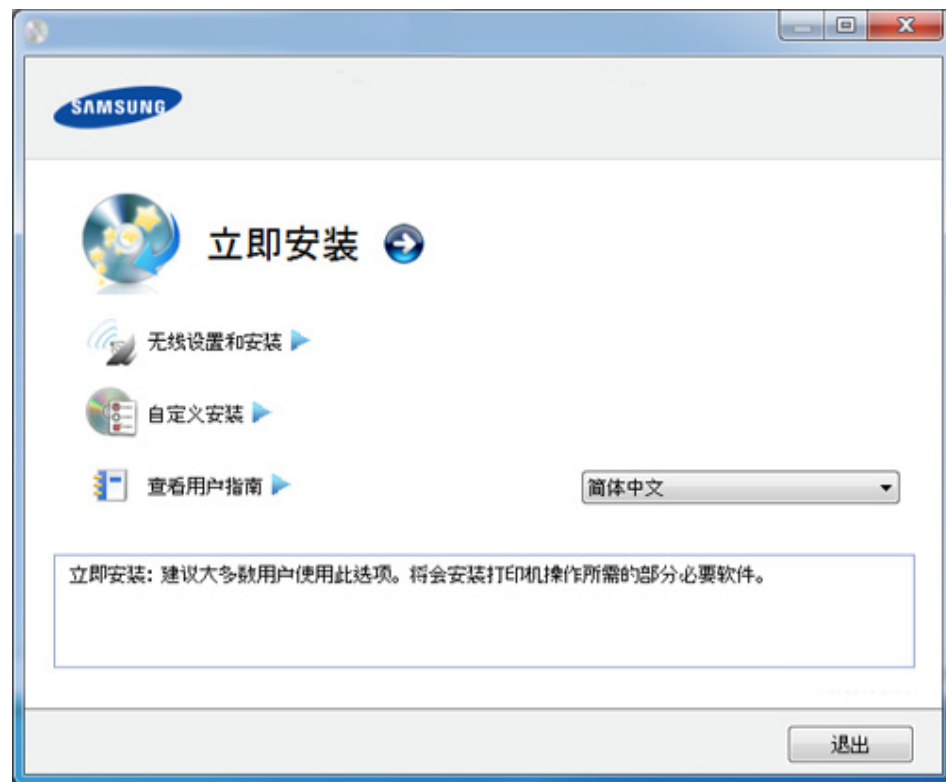 SAMSUNG
立即安装
无线设置和安装
自定义安装
查看用户指南
简体中文
立即安装: 建议大多数用户使用此选项。将会安装打印机操作所需的部分必要软件。
退出